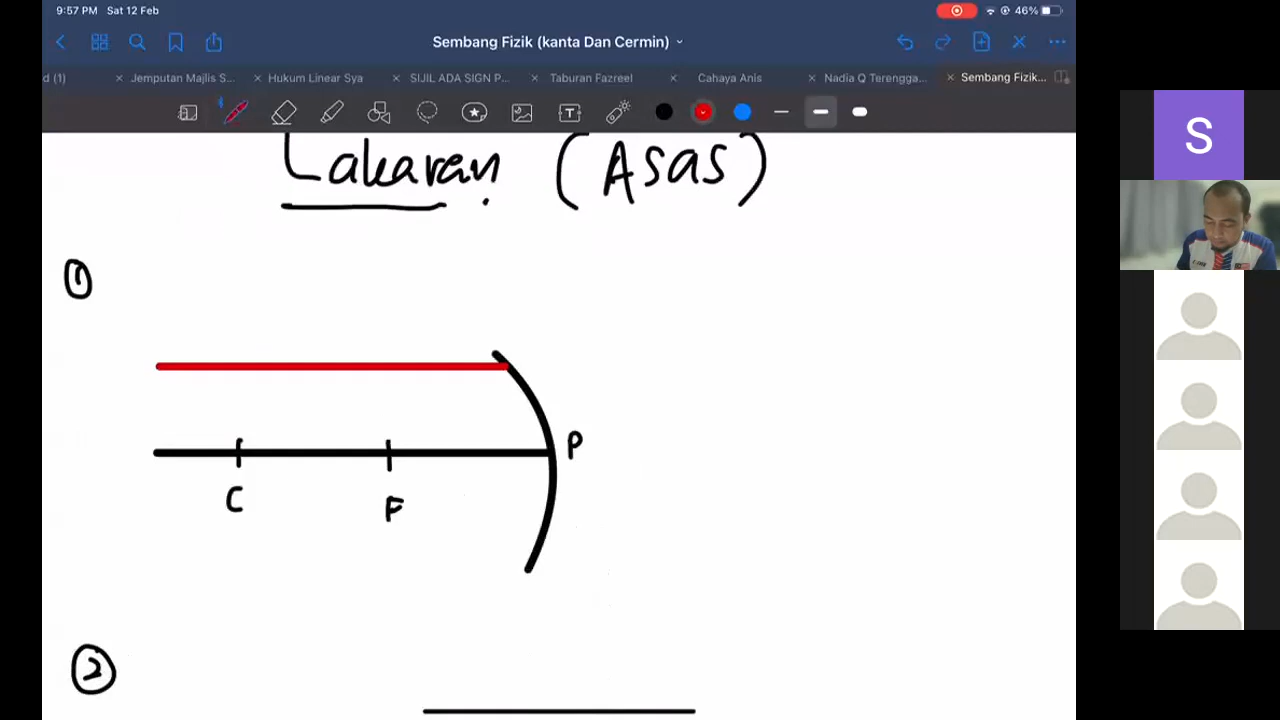 9:57 PM Sat 12 Feb
46%
Sembang Fizik (kanta Dan Cermin)
d (1)
Jemputan Majlis S...
Hukum Linear Sya
SIJIL ADA SIGN P...
Taburan Fazreel
Cahaya Anis
Nadia Q Terengga...
Sembang Fizik...
T
Lakaran. (Asas)
S
①
P
C F
②